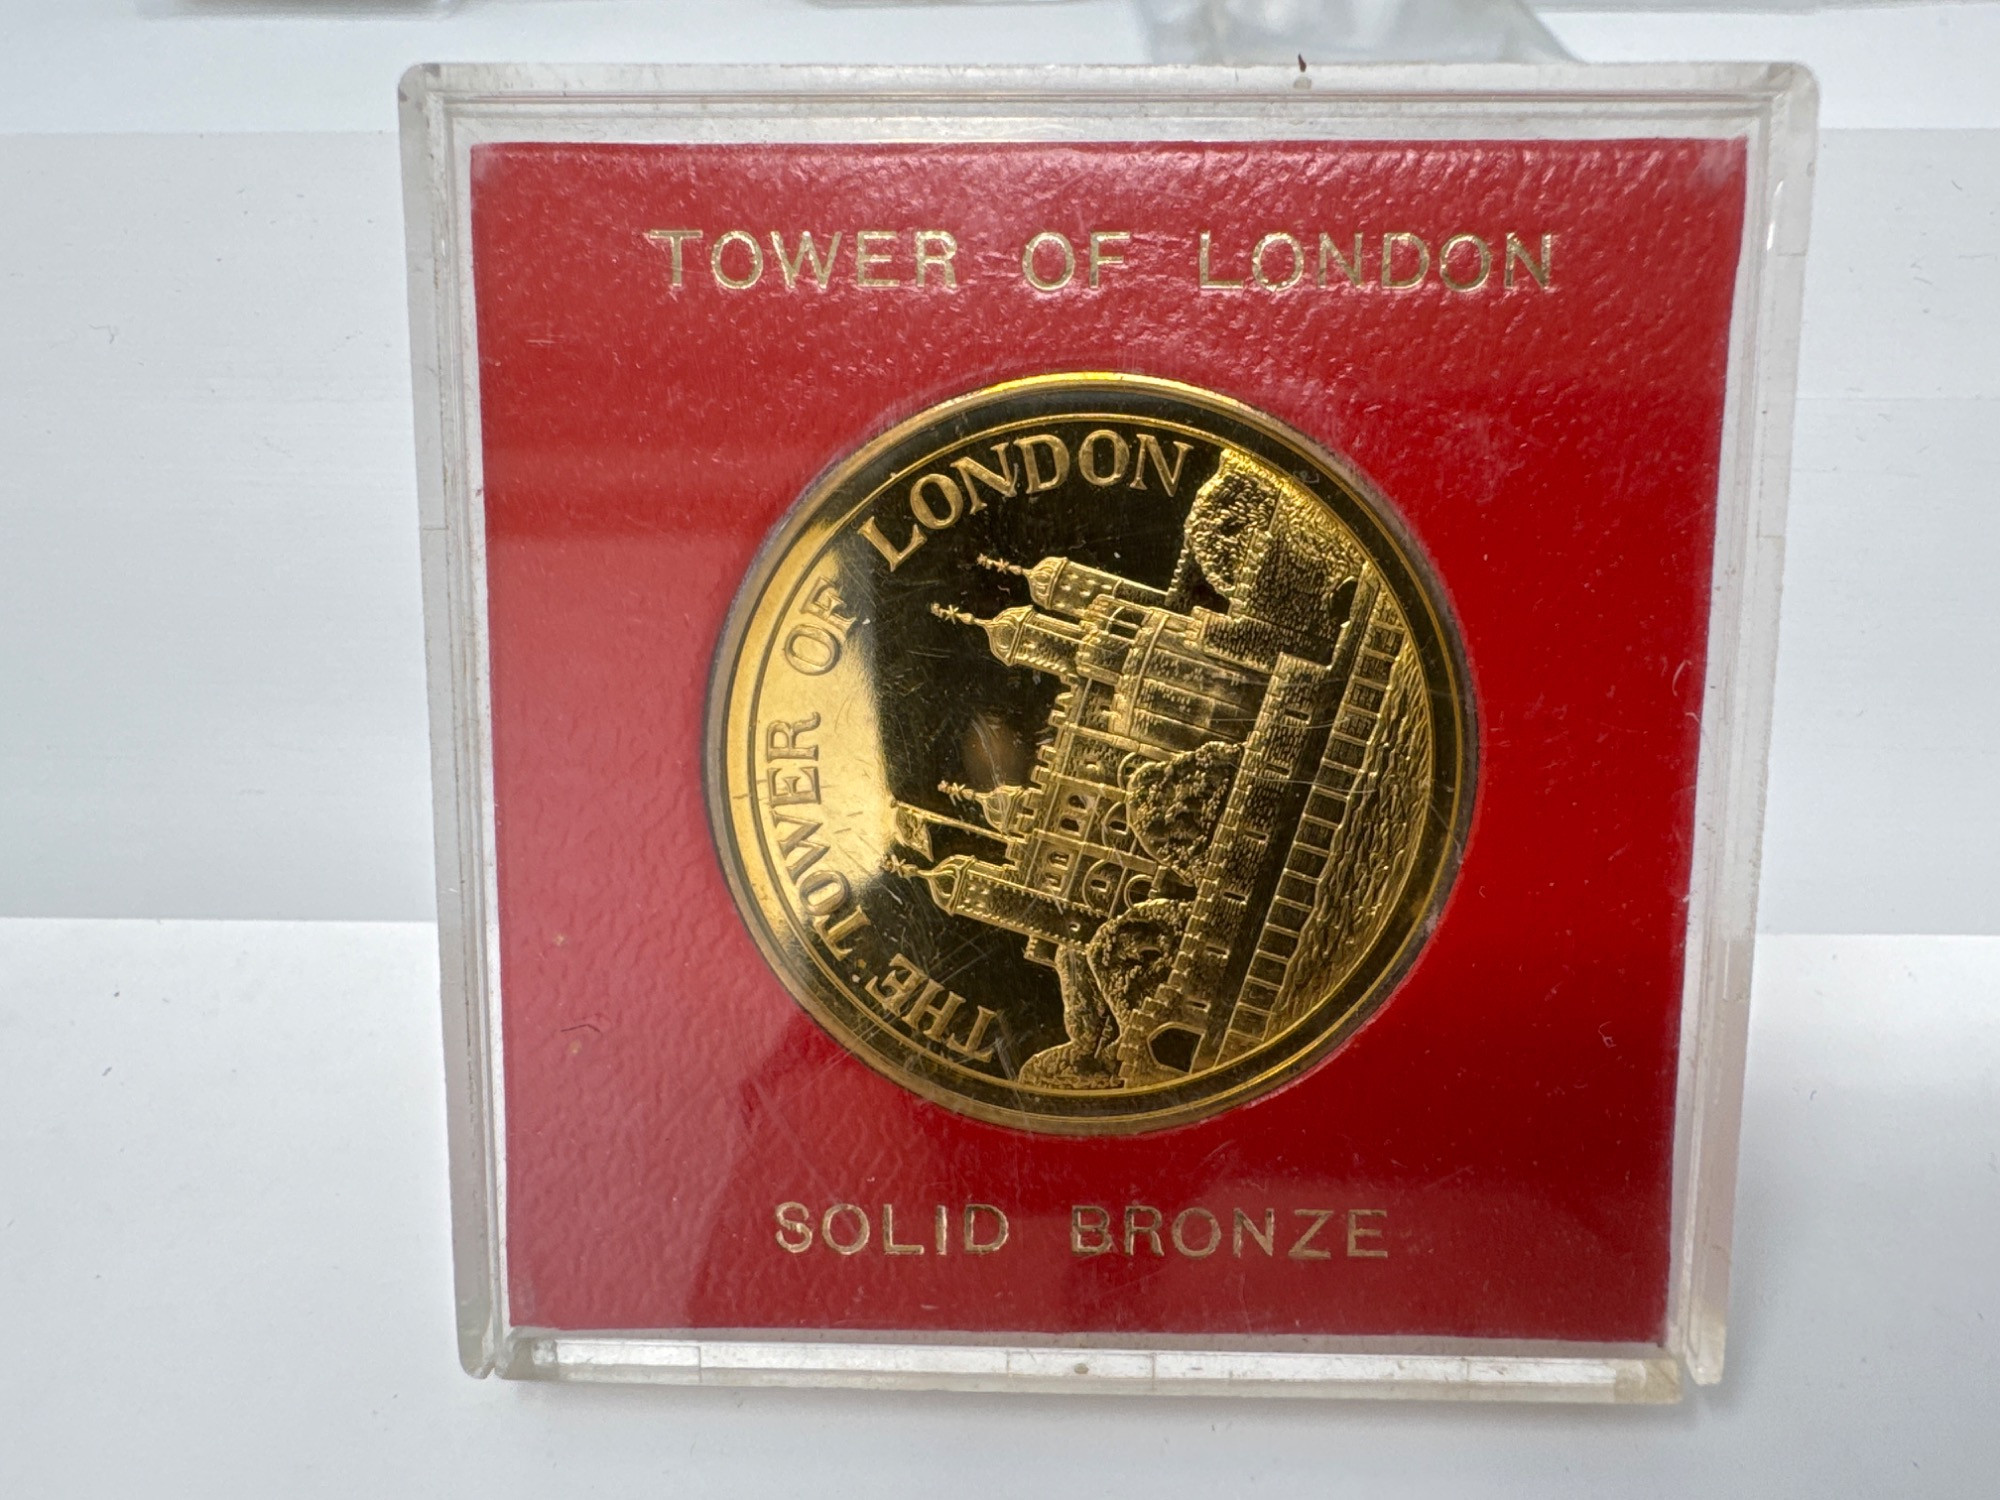 TOWER OF LONDON
THE TOWER OF LONDON
SOLID BRONZE